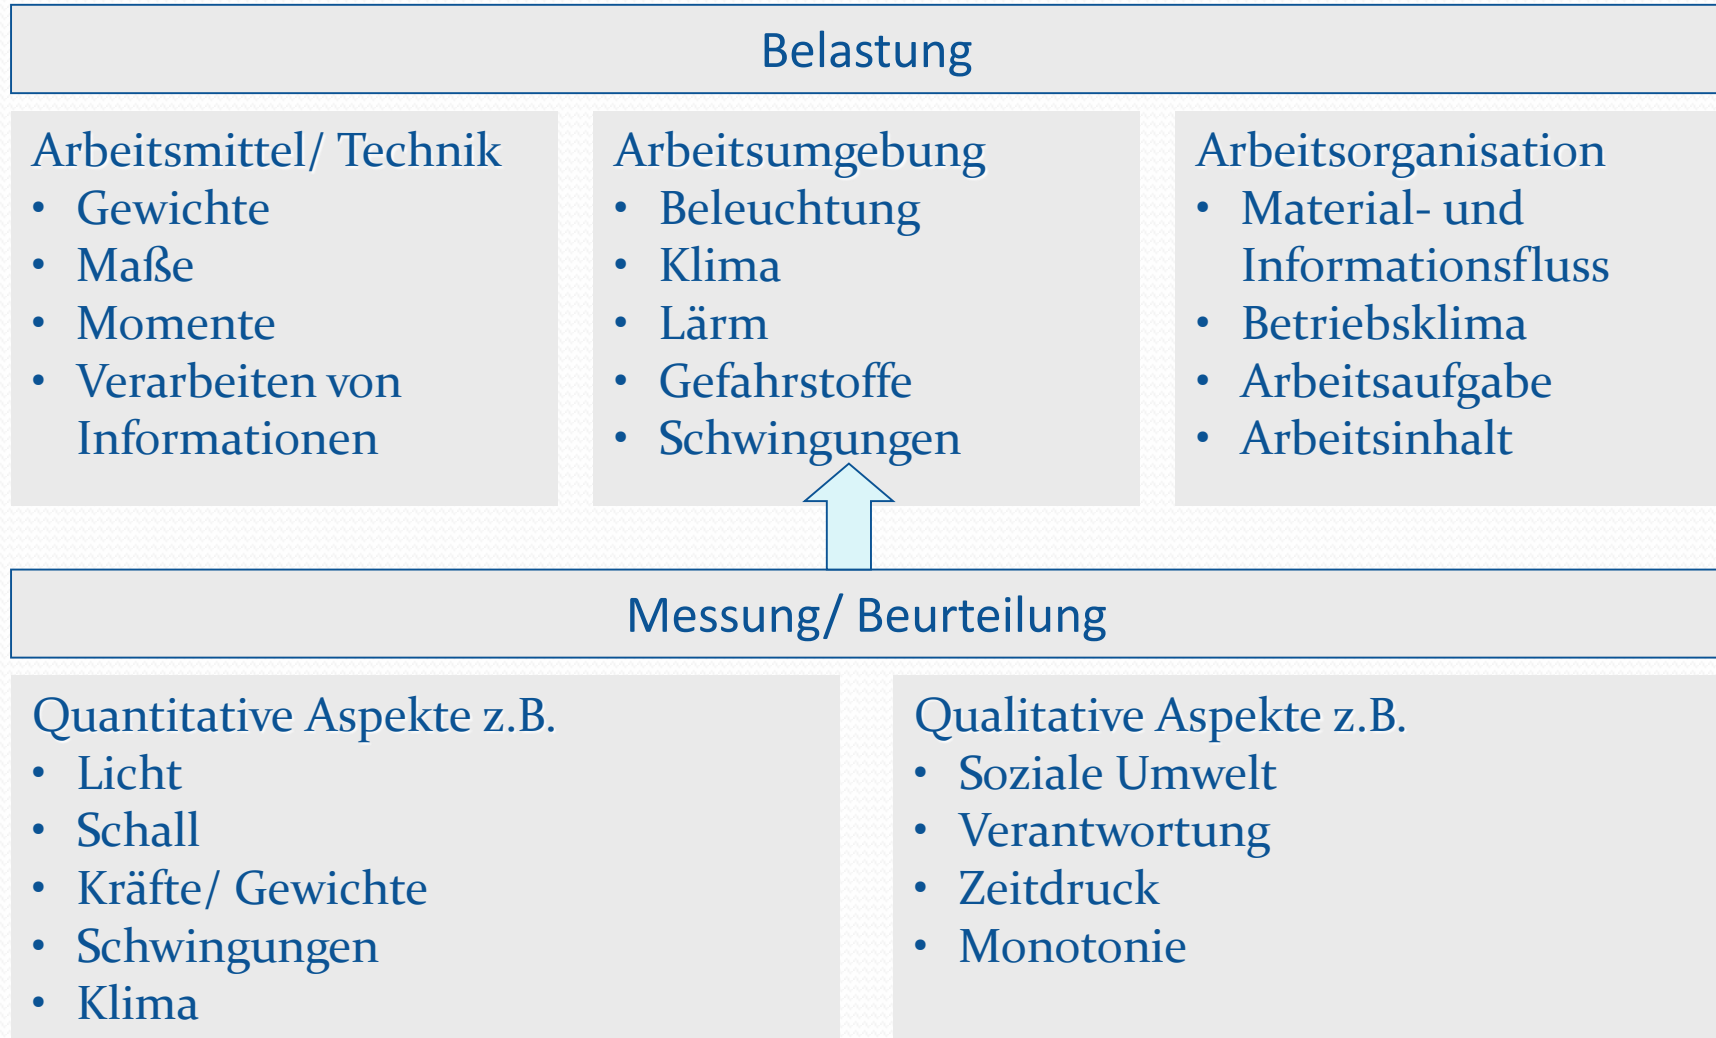 Belastung
Arbeitsmittel/ Technik
• Gewichte
• Maße
• Momente
• Verarbeiten von
Informationen
Arbeitsumgebung
• Beleuchtung
• Klima
• Lärm
• Gefahrstoffe
• Schwingungen
Arbeitsorganisation
• Material- und
Informationsfluss
• Betriebsklima
• Arbeitsaufgabe
• Arbeitsinhalt
Messung/ Beurteilung
Quantitative Aspekte z.B.
• Licht
• Schall
• Kräfte/ Gewichte
• Schwingungen
• Klima
Qualitative Aspekte z.B.
• Soziale Umwelt
• Verantwortung
• Zeitdruck
• Monotonie